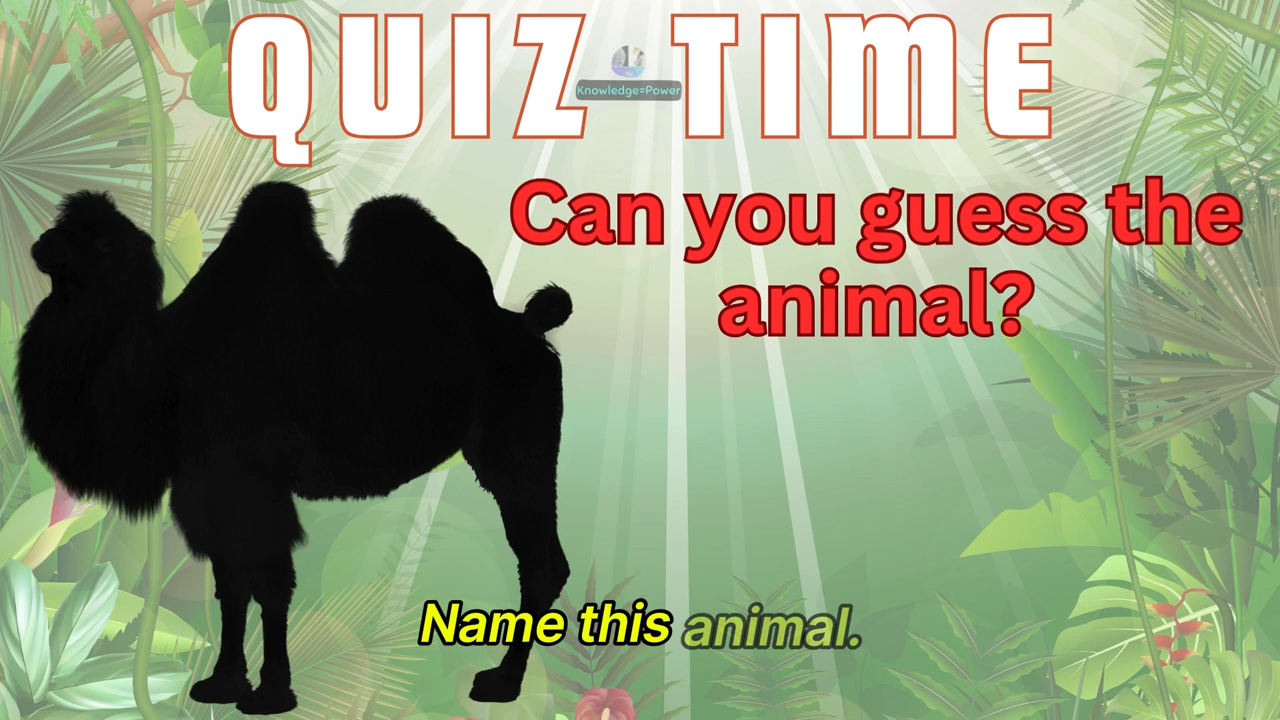 QUIZ TIME
Knowledge=Power
Can you guess the
animal?
Name this animal.